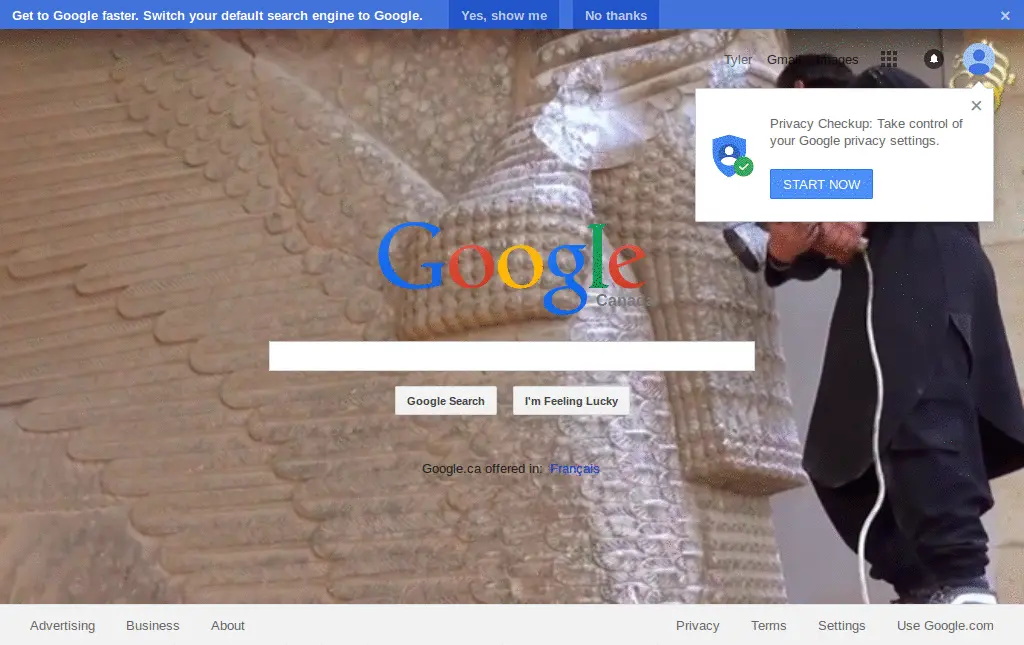 Get to Google faster. Switch your default search engine to Google. Yes, show me No thanks
Tyler Gmail Images
Privacy Checkup: Take control of
your Google privacy settings.
START NOW
Google
Canada
Google Search I'm Feeling Lucky
Google.ca offered in: Français
Advertising Business About Privacy Terms Settings Use Google.com